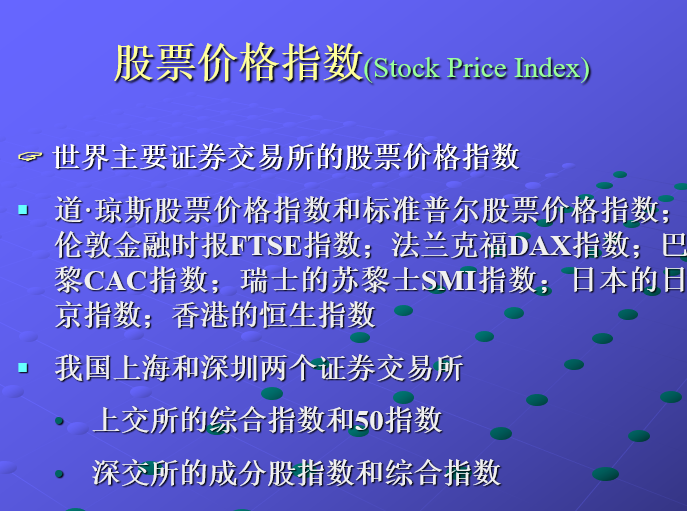 股票价格指数(Stock Price Index)
世界主要证券交易所的股票价格指数
道·琼斯股票价格指数和标准普尔股票价格指数；
伦敦金融时报FTSE指数；法兰克福DAX指数；巴
黎CAC指数；瑞士的苏黎士SMI指数；日本的日
京指数；香港的恒生指数
我国上海和深圳两个证券交易所
上交所的综合指数和50指数
深交所的成分股指数和综合指数